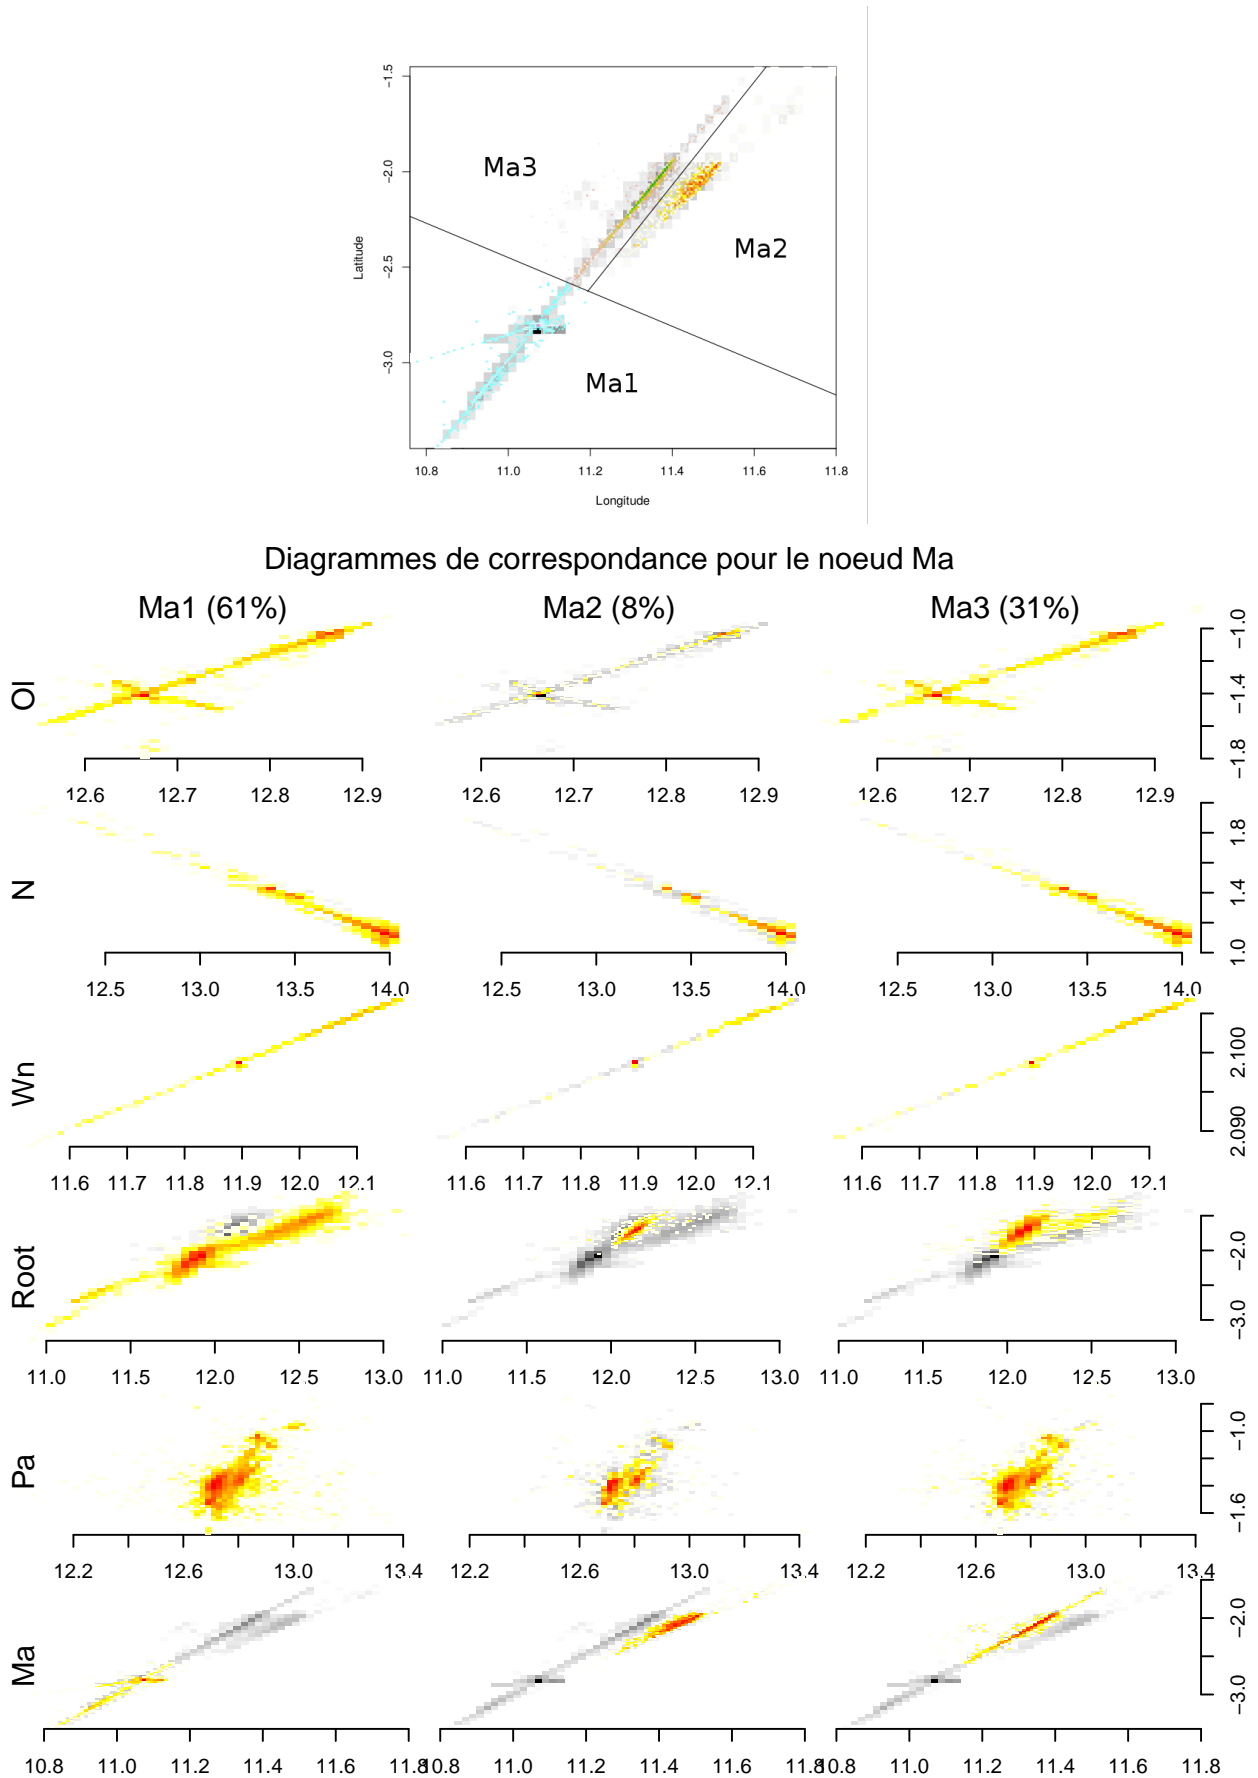 −1.5
Ma3
−2.0
Latitude
Ma2
−2.5
−3.0
Ma1
10.8 11.0 11.2 11.4 11.6 11.8
Longitude
Diagrammes de correspondance pour le noeud Ma
Ma1 (61%) Ma2 (8%) Ma3 (31%)
Ol
−1.0 −1.4 −1.8
12.6 12.7 12.8 12.9 12.6 12.7 12.8 12.9 12.6 12.7 12.8 12.9
N
1.8 1.4 1.0
12.5 13.0 13.5 14.0 12.5 13.0 13.5 14.0 12.5 13.0 13.5 14.0
Wn
2.100 2.090
11.6 11.7 11.8 11.9 12.0 12.1 11.6 11.7 11.8 11.9 12.0 12.1 11.6 11.7 11.8 11.9 12.0 12.1
Root
−2.0 −3.0
11.0 11.5 12.0 12.5 13.0 11.0 11.5 12.0 12.5 13.0 11.0 11.5 12.0 12.5 13.0
Pa
−1.0 −1.6
12.2 12.6 13.0 13.4 12.2 12.6 13.0 13.4 12.2 12.6 13.0 13.4
Ma
−2.0 −3.0
10.8 11.0 11.2 11.4 11.6 11.8 10.8 11.0 11.2 11.4 11.6 11.8 10.8 11.0 11.2 11.4 11.6 11.8